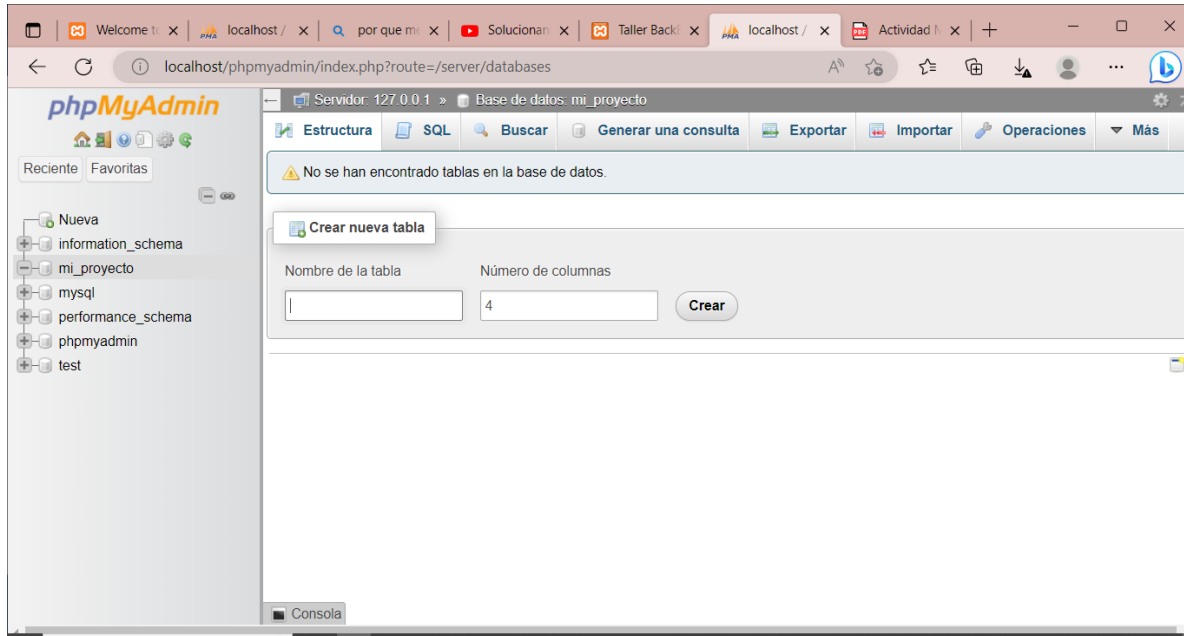 Welcome to
localhost /
por que me
Solucionan
Taller Back
localhost /
Actividad
localhost/phpmyadmin/index.php?route=/server/databases
phpMyAdmin
Servidor: 127.0.0.1 » Base de datos: mi_proyecto
Estructura SQL Buscar Generar una consulta Exportar Importar Operaciones Más
Reciente Favoritas
No se han encontrado tablas en la base de datos.
Nueva
information_schema
mi_proyecto
mysql
performance_schema
phpmyadmin
test
Crear nueva tabla
Nombre de la tabla Número de columnas
4 Crear
Consola